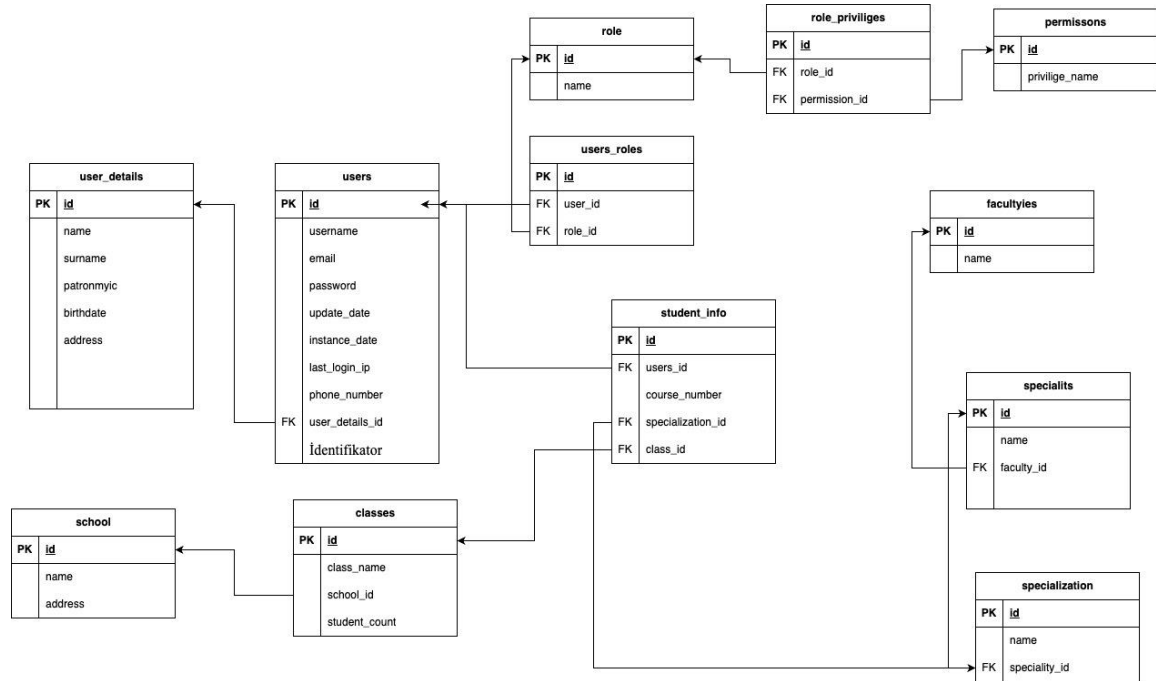 role
PK id
name
role_priviliges
PK id
FK role_id
FK permission_id
permissons
PK id
privilige_name
users_roles
PK id
FK user_id
FK role_id
user_details
PK id
name
surname
patronmyic
birthdate
address
users
PK id
username
email
password
update_date
instance_date
last_login_ip
phone_number
FK user_details_id
İdentifikator
facultyies
PK id
name
student_info
PK id
FK users_id
course_number
FK specialization_id
FK class_id
specialits
PK id
name
FK faculty_id
school
PK id
name
address
classes
PK id
class_name
school_id
student_count
specialization
PK id
name
FK speciality_id